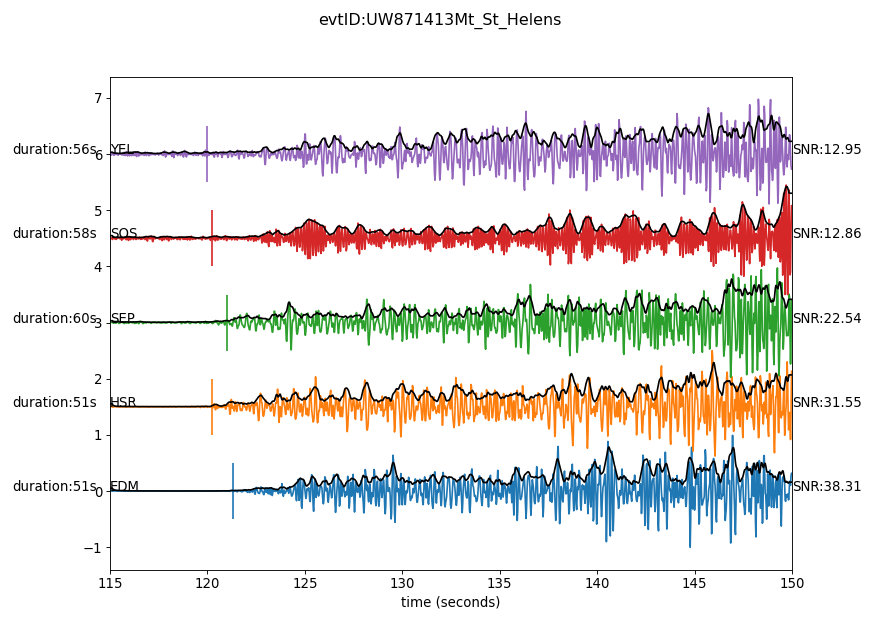 evtID:UW871413Mt_St_Helens
7
duration:56s YEL SNR:12.95
6
5
duration:58s SOS SNR:12.86
4
duration:60s SEP SNR:22.54
3
2
duration:51s HSR SNR:31.55
1
duration:51s EDM SNR:38.31
0
−1
115 120 125 130 135 140 145 150
time (seconds)